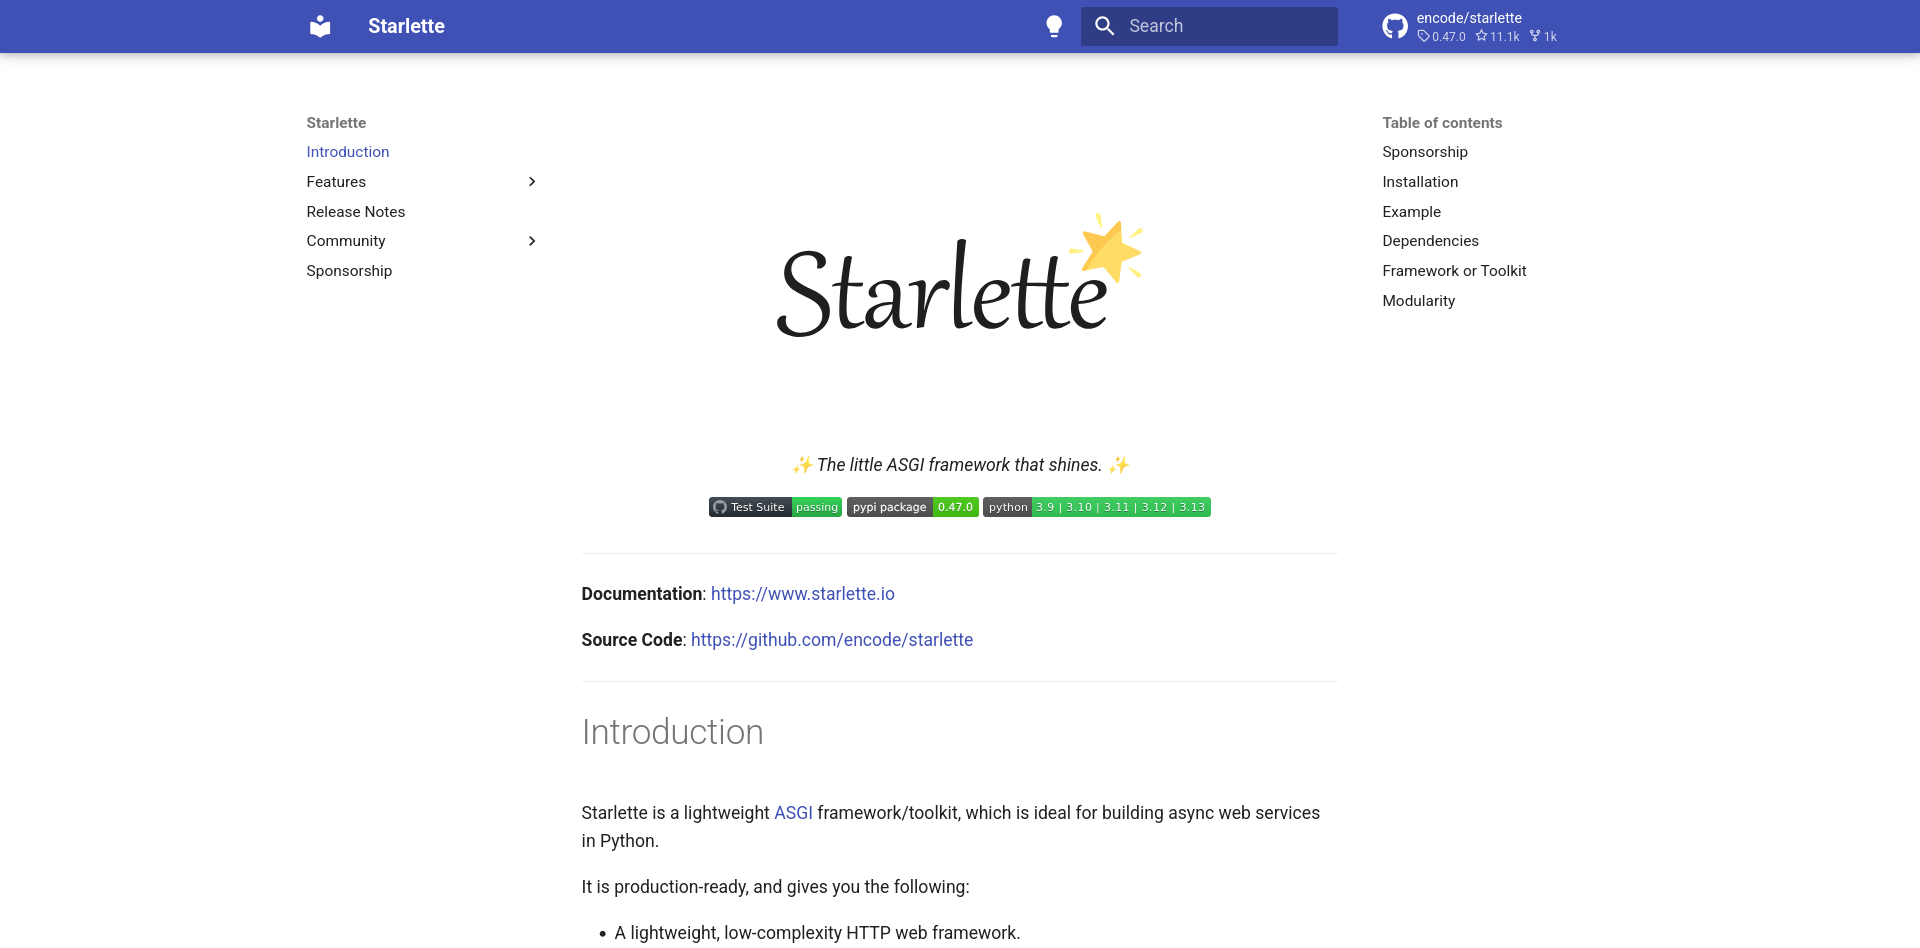 Starlette
Search
encode/starlette
0.47.0 11.1k 1k
Starlette
Introduction
Features
Release Notes
Community
Sponsorship
Starlette
✨ The little ASGI framework that shines. ✨
Test Suite passing pypi package 0.47.0 python 3.9 | 3.10 | 3.11 | 3.12 | 3.13
Documentation: https://www.starlette.io
Source Code: https://github.com/encode/starlette
Introduction
Starlette is a lightweight ASGI framework/toolkit, which is ideal for building async web services
in Python.
It is production-ready, and gives you the following:
• A lightweight, low-complexity HTTP web framework.
Table of contents
Sponsorship
Installation
Example
Dependencies
Framework or Toolkit
Modularity